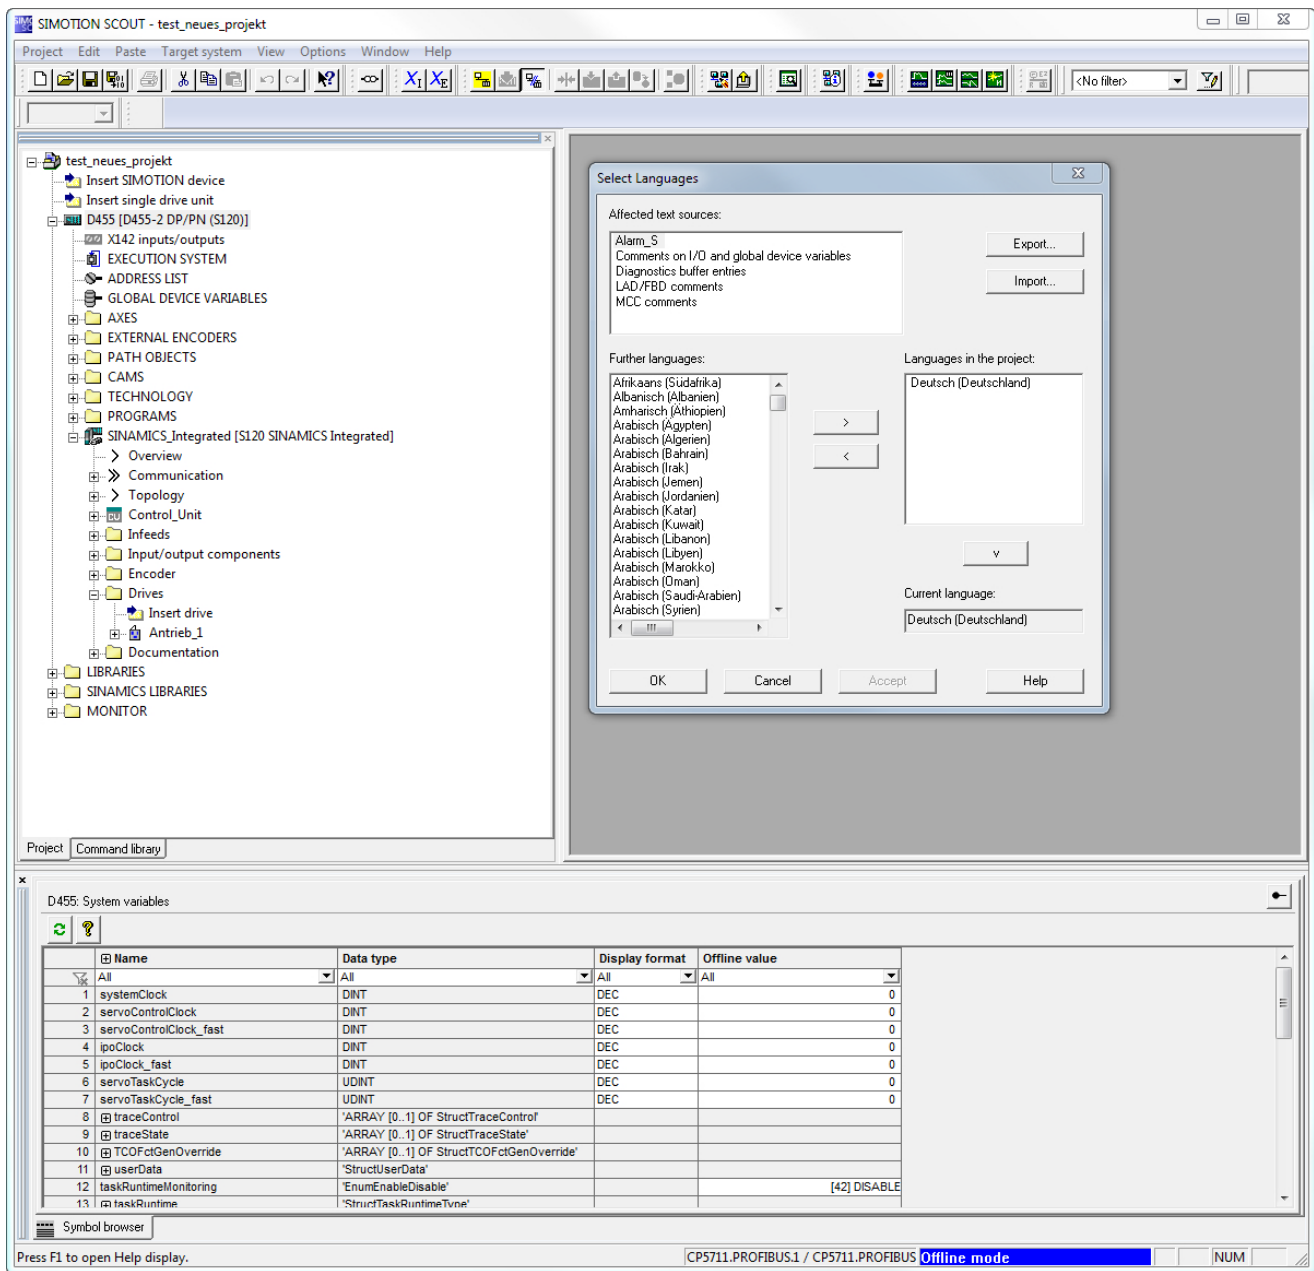 SIMOTION SCOUT - test_neues_projekt
Project Edit Paste Target system View Options Window Help
<No filter>
test_neues_projekt
Insert SIMOTION device
Insert single drive unit
D455 [D455-2 DP/PN (S120)]
X142 inputs/outputs
EXECUTION SYSTEM
ADDRESS LIST
GLOBAL DEVICE VARIABLES
AXES
EXTERNAL ENCODERS
PATH OBJECTS
CAMS
TECHNOLOGY
PROGRAMS
SINAMICS_Integrated [S120 SINAMICS Integrated]
Overview
Communication
Topology
Control_Unit
Infeeds
Input/output components
Encoder
Drives
Insert drive
Antrieb_1
Documentation
LIBRARIES
SINAMICS LIBRARIES
MONITOR
Project Command library
Select Languages
Affected text sources:
Alarm_S
Comments on I/O and global device variables
Diagnostics buffer entries
LAD/FBD comments
MCC comments
Export...
Import...
Further languages:
Afrikaans (Südafrika)
Albanisch (Albanien)
Amharisch (Äthiopien)
Arabisch (Ägypten)
Arabisch (Algerien)
Arabisch (Bahrain)
Arabisch (Irak)
Arabisch (Jemen)
Arabisch (Jordanien)
Arabisch (Katar)
Arabisch (Kuwait)
Arabisch (Libanon)
Arabisch (Libyen)
Arabisch (Marokko)
Arabisch (Oman)
Arabisch (Saudi-Arabien)
Arabisch (Syrien)
>
<
Languages in the project:
Deutsch (Deutschland)
v
Current language:
Deutsch (Deutschland)
OK Cancel Accept Help
D455: System variables
Name Data type Display format Offline value
All All All All
1 systemClock DINT DEC 0
2 servoControlClock DINT DEC 0
3 servoControlClock_fast DINT DEC 0
4 ipoClock DINT DEC 0
5 ipoClock_fast DINT DEC 0
6 servoTaskCycle UDINT DEC 0
7 servoTaskCycle_fast UDINT DEC 0
8 traceControl 'ARRAY [0..1] OF StructTraceControl'
9 traceState 'ARRAY [0..1] OF StructTraceState'
10 TCOFctGenOverride 'ARRAY [0..1] OF StructTCOFctGenOverride'
11 userData 'StructUserData'
12 taskRuntimeMonitoring 'EnumEnableDisable' [42] DISABLE
13 taskRuntime 'StructTaskRuntimeType'
Symbol browser
Press F1 to open Help display. CP5711.PROFIBUS.1 / CP5711.PROFIBUS Offline mode NUM